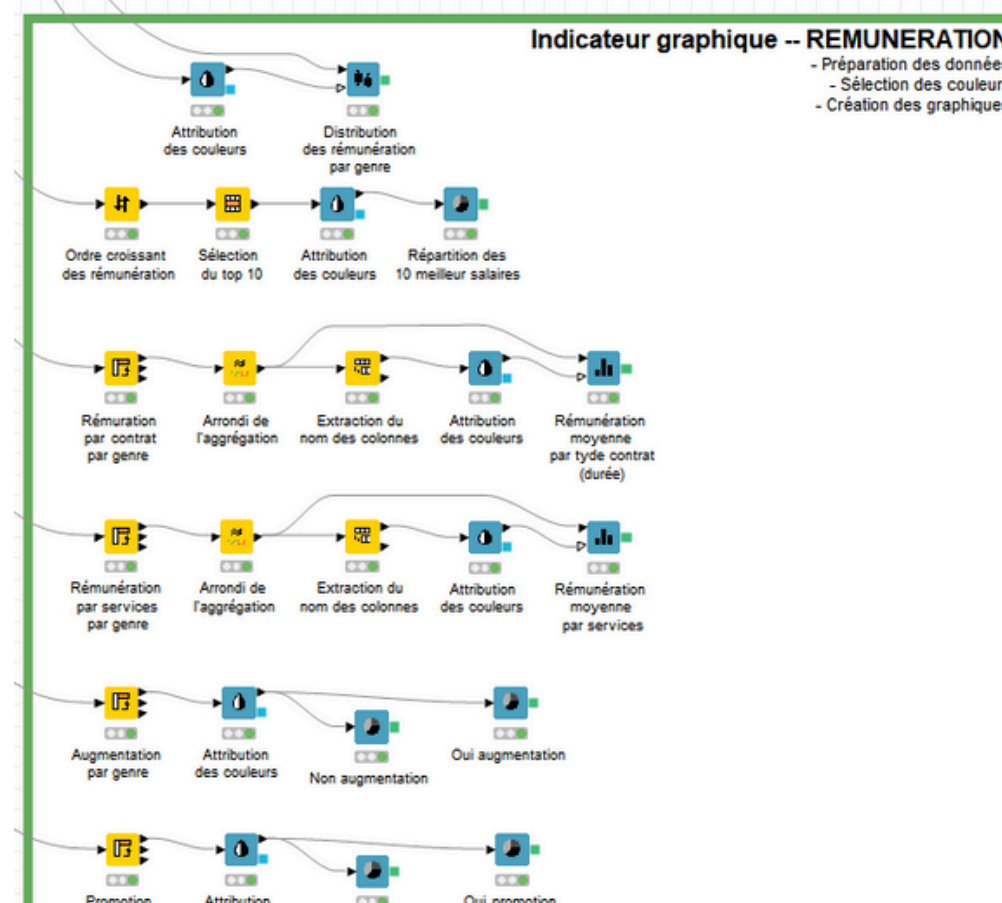 Indicateur graphique -- REMUNERATION
- Préparation des données
- Sélection des couleur
- Création des graphique
Attribution
des couleurs
Distribution
des rémunération
par genre
Ordre croissant
des rémunération
Sélection
du top 10
Attribution
des couleurs
Répartition des
10 meilleur salaires
Rémuration
par contrat
par genre
Arrondi de
l'aggrégation
Extraction du
nom des colonnes
Attribution
des couleurs
Rémunération
moyenne
par tyde contrat
(durée)
Rémunération
par services
par genre
Arrondi de
l'aggrégation
Extraction du
nom des colonnes
Attribution
des couleurs
Rémunération
moyenne
par services
Augmentation
par genre
Attribution
des couleurs
Non augmentation
Oui augmentation
Promotion
Attribution
Oui promotion